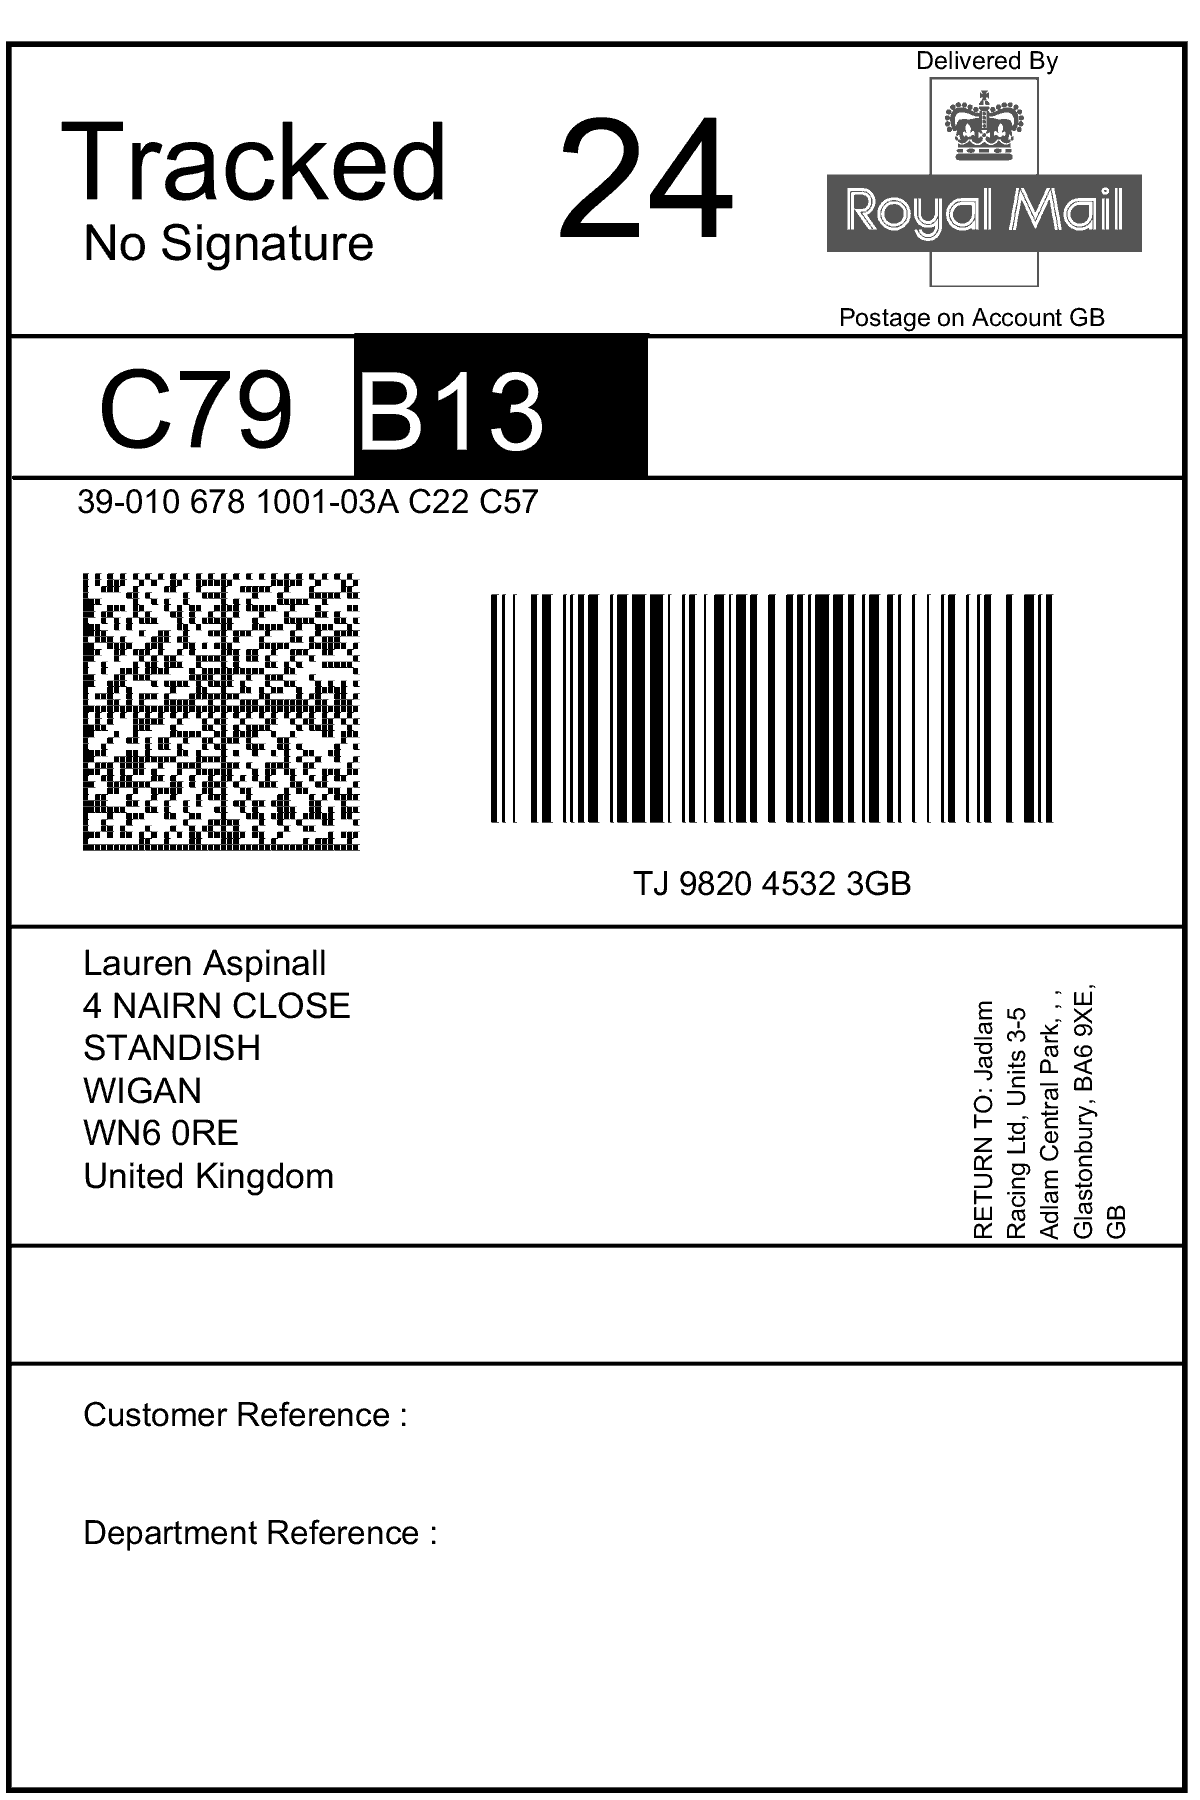 Delivered By
Tracked 24
No Signature
Royal Mail
Postage on Account GB
C79 B13
39-010 678 1001-03A C22 C57
TJ 9820 4532 3GB
Lauren Aspinall
4 NAIRN CLOSE
STANDISH
WIGAN
WN6 0RE
United Kingdom
RETURN TO: Jadlam
Racing Ltd, Units 3-5
Adlam Central Park, , ,
Glastonbury, BA6 9XE,
GB
Customer Reference :
Department Reference :